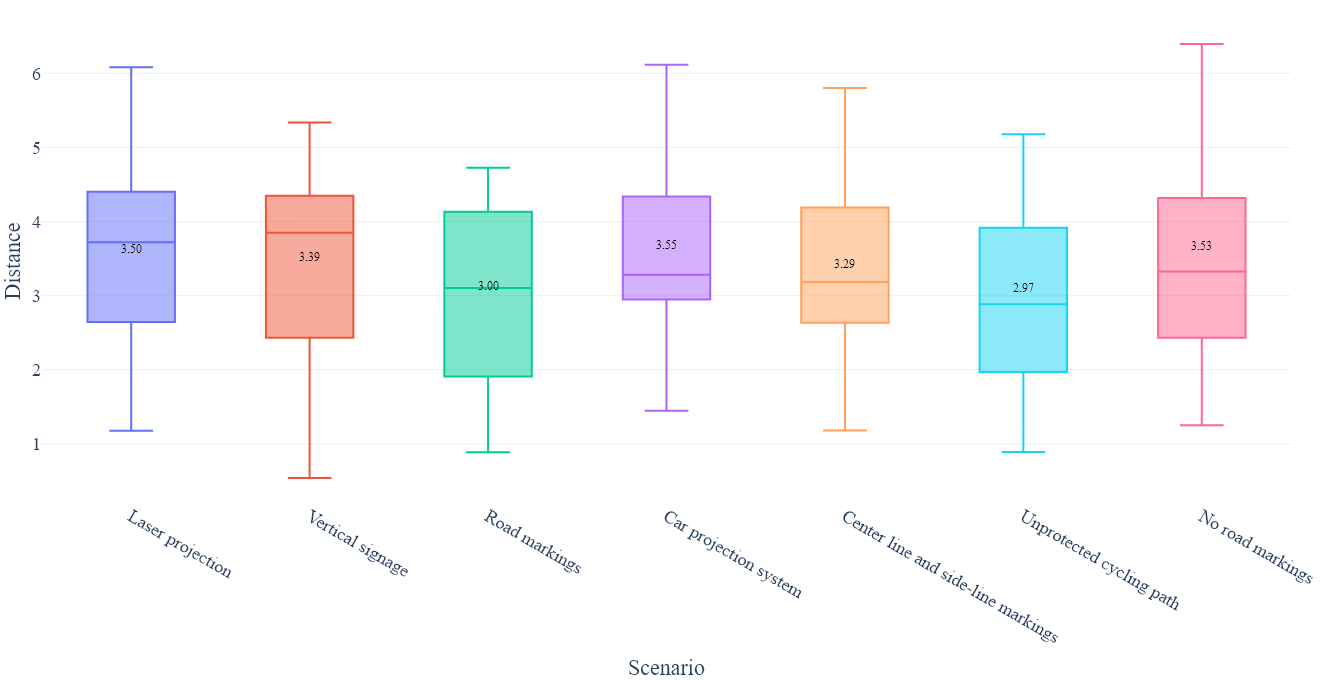 6
5
4
3
2
1
Distance
3.50
3.39
3.00
3.55
3.29
2.97
3.53
Laser projection
Vertical signage
Road markings
Car projection system
Center line and side-line markings
Unprotected cycling path
No road markings
Scenario